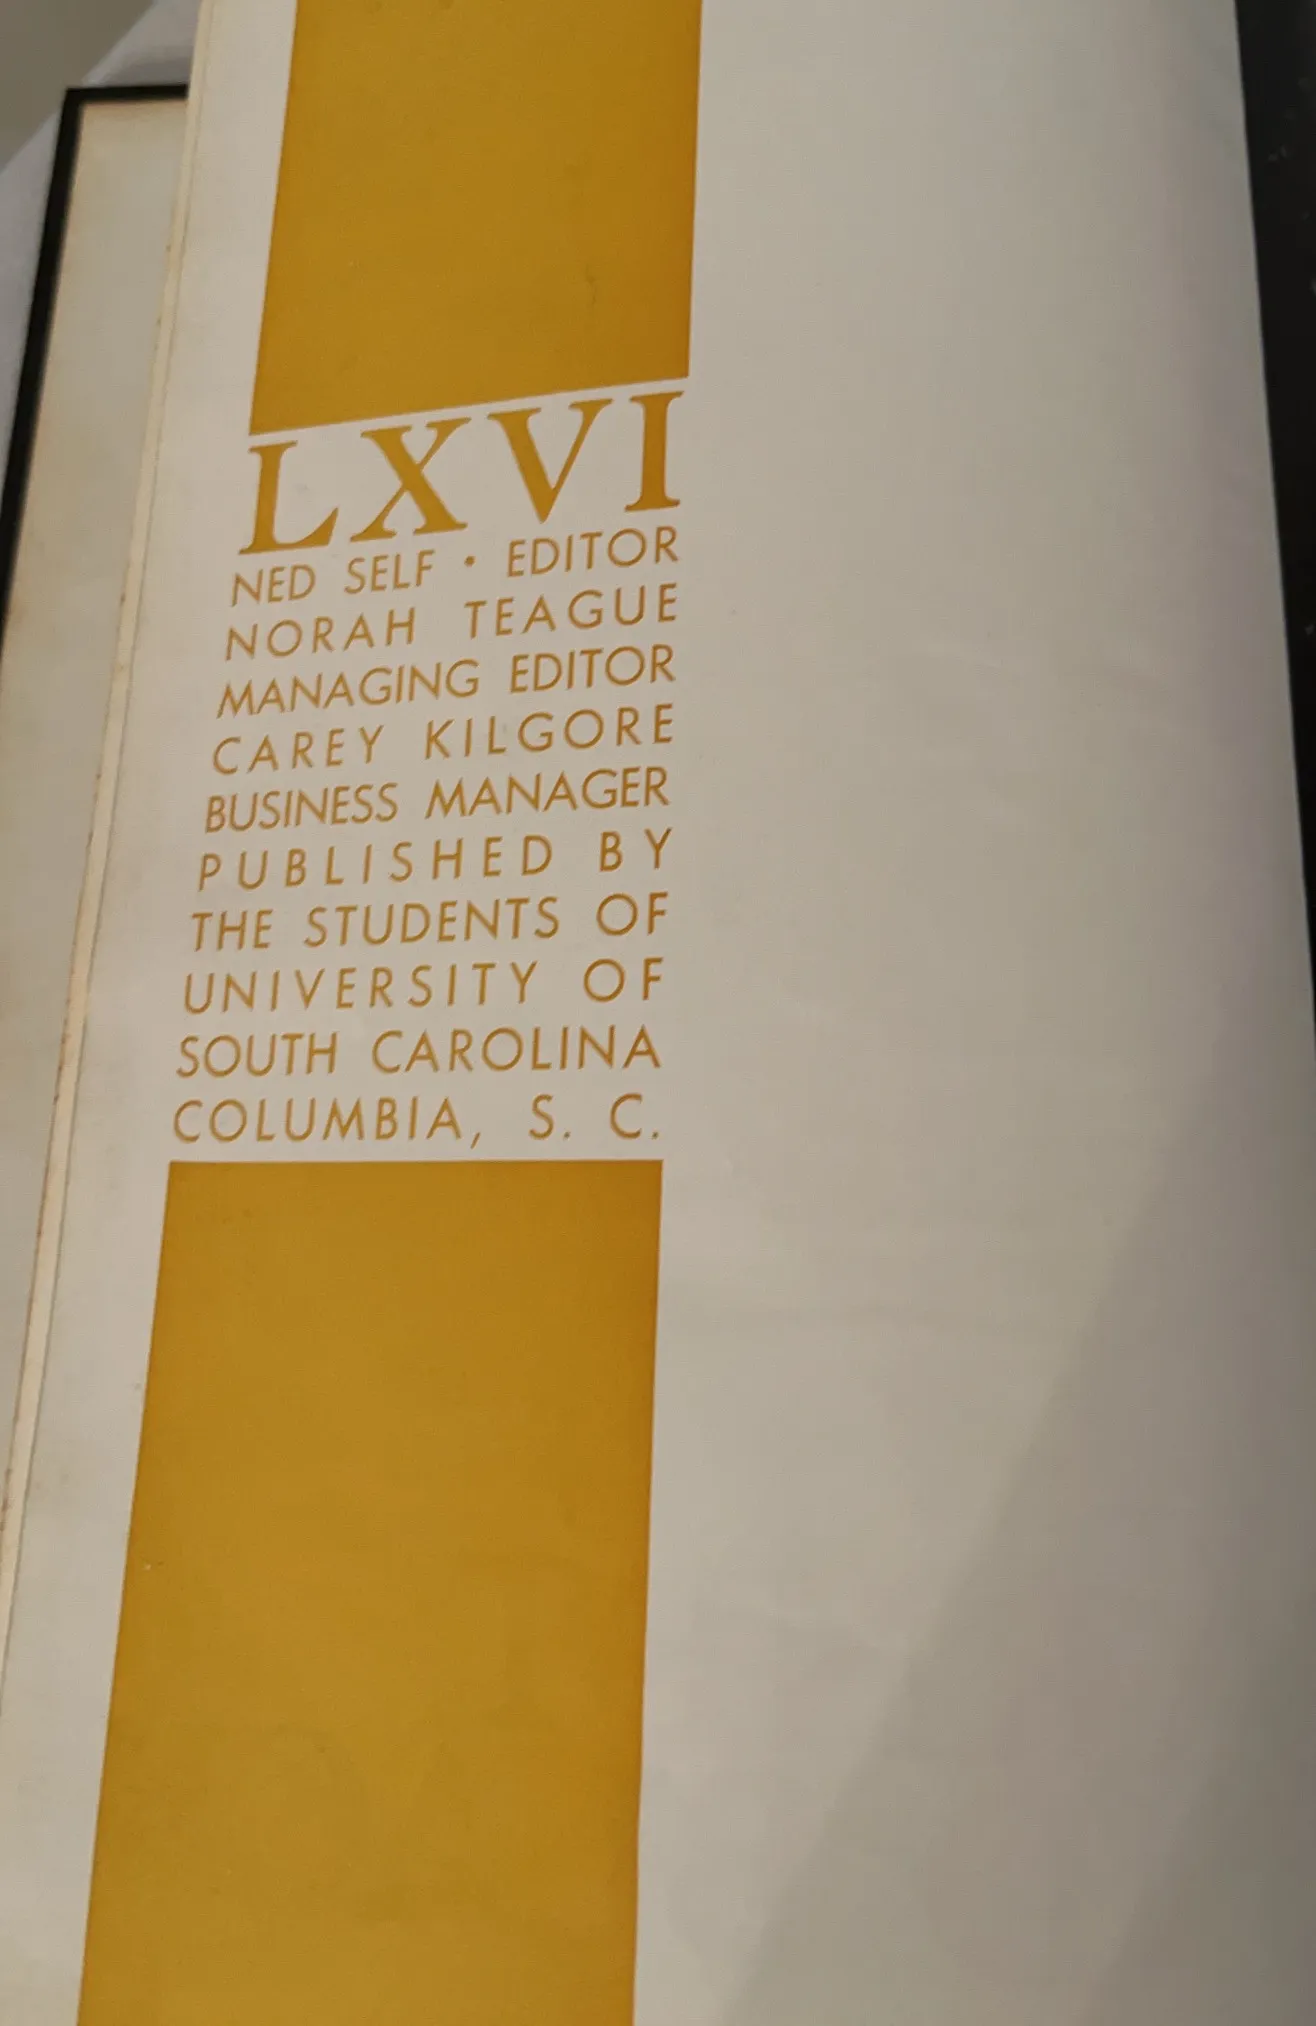 LXVI
NED SELF · EDITOR
NORAH TEAGUE
MANAGING EDITOR
CAREY KILGORE
BUSINESS MANAGER
PUBLISHED BY
THE STUDENTS OF
UNIVERSITY OF
SOUTH CAROLINA
COLUMBIA, S. C.